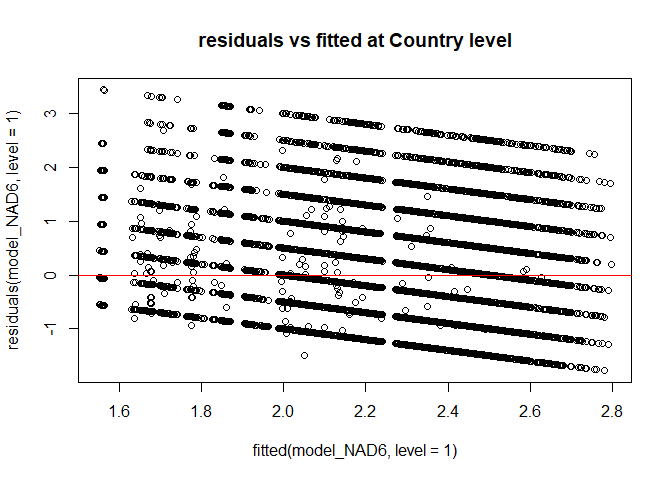 residuals vs fitted at Country level
residuals(model_NAD6, level = 1)
3
2
1
0
-1
1.6 1.8 2.0 2.2 2.4 2.6 2.8
fitted(model_NAD6, level = 1)